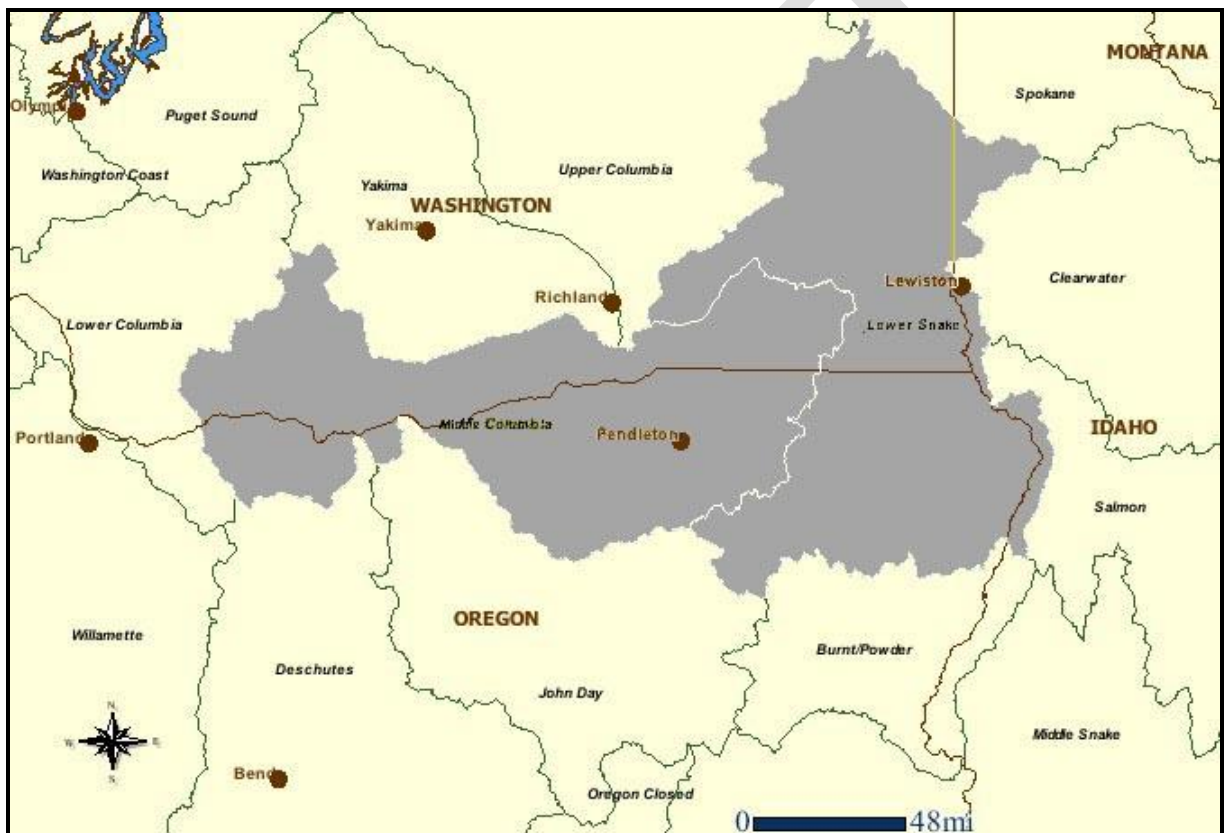 MONTANA
Spokane
Olymp
Puget Sound
Washington Coast
Upper Columbia
Yakima
WASHINGTON
Yakima
Clearwater
Lewiston
Richland
Lower Columbia
Lower Snake
Middle Columbia
Pendleton
Portland
IDAHO
Salmon
OREGON
Willamette
Burnt/Powder
Deschutes
John Day
N
Middle Snake
W
E
S
Bend
Oregon Closed
0 48mi